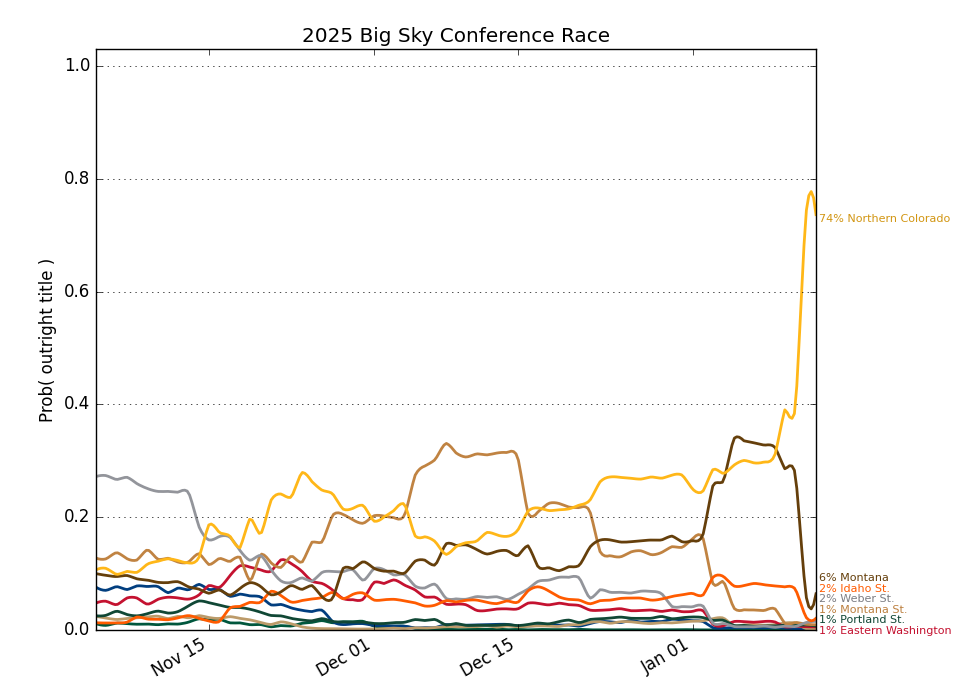 2025 Big Sky Conference Race
Prob( outright title )
1.0
0.8
0.6
0.4
0.2
0.0
Nov 15
Dec 01
Dec 15
Jan 01
74% Northern Colorado
6% Montana
2% Idaho St.
2% Weber St.
1% Montana St.
1% Portland St.
1% Eastern Washington